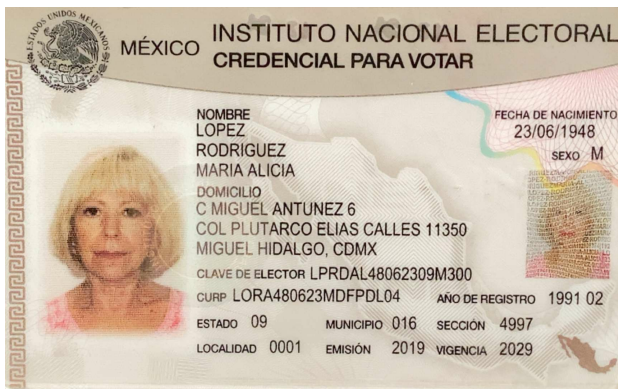 ESTADOS UNIDOS MEXICANOS
MÉXICO INSTITUTO NACIONAL ELECTORAL
CREDENCIAL PARA VOTAR
NOMBRE
LOPEZ
RODRIGUEZ
MARIA ALICIA
FECHA DE NACIMIENTO
23/06/1948
SEXO M
DOMICILIO
C MIGUEL ANTUNEZ 6
COL PLUTARCO ELIAS CALLES 11350
MIGUEL HIDALGO, CDMX
CLAVE DE ELECTOR LPRDAL48062309M300
CURP LORA480623MDFPDL04 AÑO DE REGISTRO 1991 02
ESTADO 09 MUNICIPIO 016 SECCIÓN 4997
LOCALIDAD 0001 EMISIÓN 2019 VIGENCIA 2029